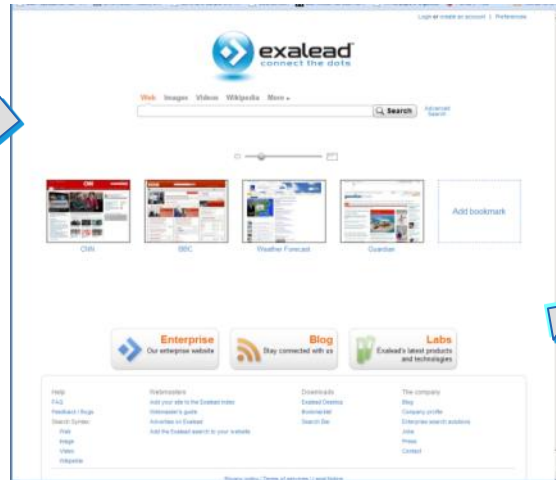 Login or create an account | Preferences
exalead
connect the dots
Web Images Videos Wikipedia More
Search
Advanced Search
CNN
BBC
Weather Forecast
Guardian
Add bookmark
Enterprise
Our enterprise website
Blog
Stay connected with us
Labs
Exalead's latest products
and technologies
Help
FAQ
Feedback / Bugs
Search Syntax:
Web
Image
Video
Wikipedia
Webmasters
Add your site to the Exalead Index
Webmaster's guide
Advertise on Exalead
Add the Exalead search to your website
Downloads
Exalead Desktop
Bookmarklet
Search Bar
The company
Blog
Company profile
Enterprise search solutions
Jobs
Press
Contact
Privacy policy | Terms of services | Legal Notice